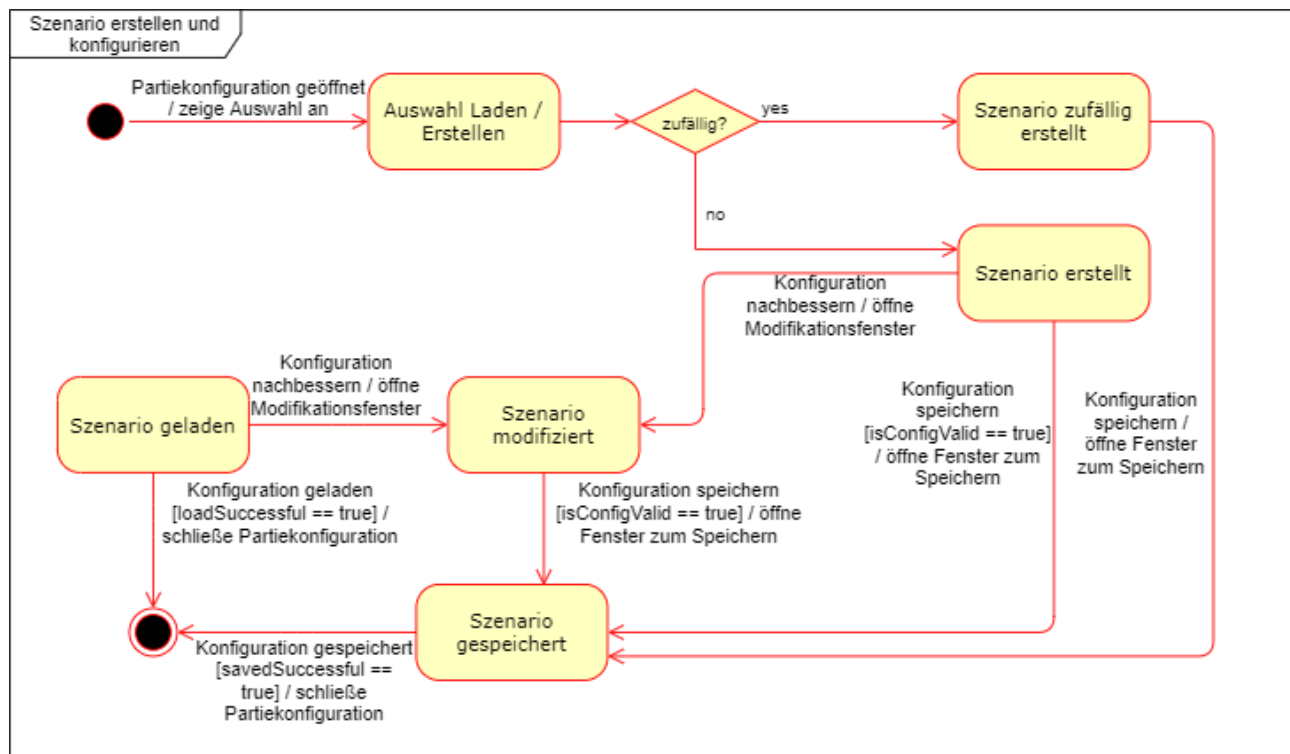 Szenario erstellen und
konfigurieren
Partiekonfiguration geöffnet
/ zeige Auswahl an
Auswahl Laden /
Erstellen
zufällig?
yes
Szenario zufällig
erstellt
no
Szenario erstellt
Konfiguration
nachbessern / öffne
Modifikationsfenster
Konfiguration
nachbessern / öffne
Modifikationsfenster
Szenario geladen
Szenario
modifiziert
Konfiguration
speichern
[isConfigValid == true]
/ öffne Fenster zum
Speichern
Konfiguration
speichern /
öffne Fenster
zum Speichern
Konfiguration geladen
[loadSuccessful == true] /
schließe Partiekonfiguration
Konfiguration speichern
[isConfigValid == true] / öffne
Fenster zum Speichern
Szenario
gespeichert
Konfiguration gespeichert
[savedSuccessful ==
true] / schließe
Partiekonfiguration